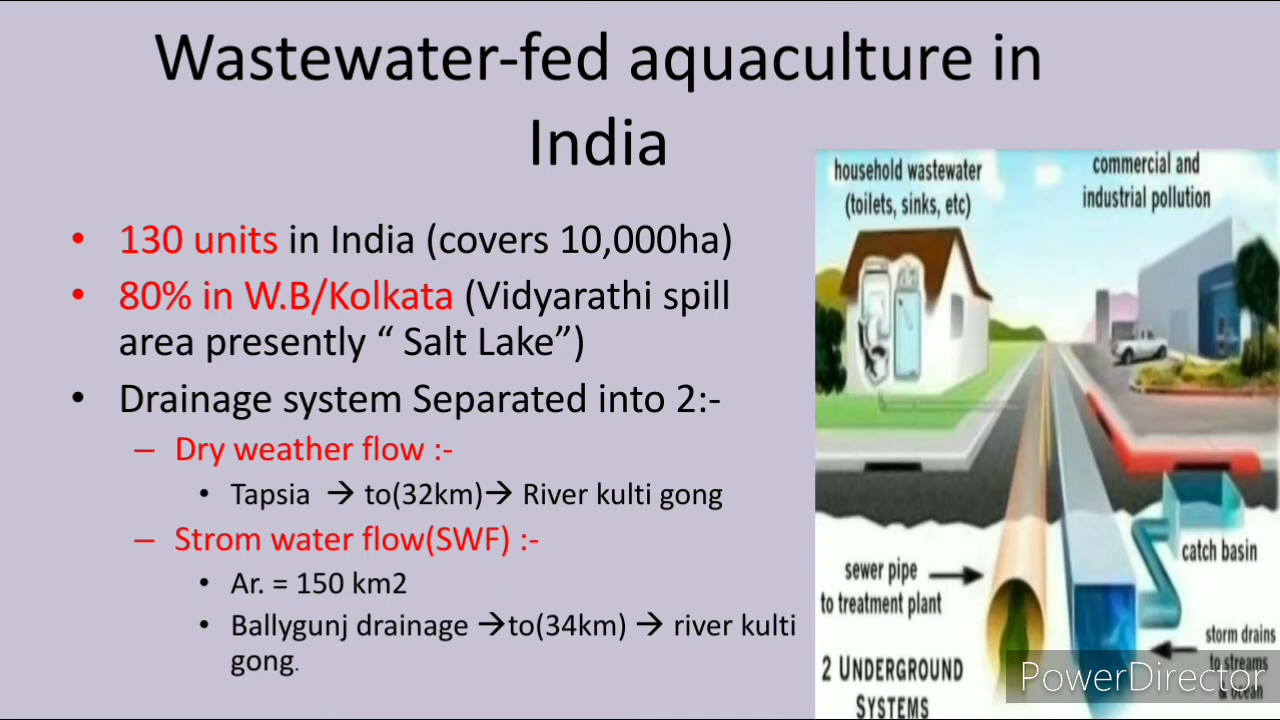 Wastewater-fed aquaculture in
India
• 130 units in India (covers 10,000ha)
• 80% in W.B/Kolkata (Vidyarathi spill
area presently “ Salt Lake”)
• Drainage system Separated into 2:-
– Dry weather flow :-
• Tapsia → to(32km)→ River kulti gong
– Strom water flow(SWF) :-
• Ar. = 150 km2
• Ballygunj drainage →to(34km) → river kulti
gong.
household wastewater
(toilets, sinks, etc)
commercial and
industrial pollution
catch basin
sewer pipe
to treatment plant
storm drains
to streams
& ocean
2 UNDERGROUND
SYSTEMS
PowerDirector